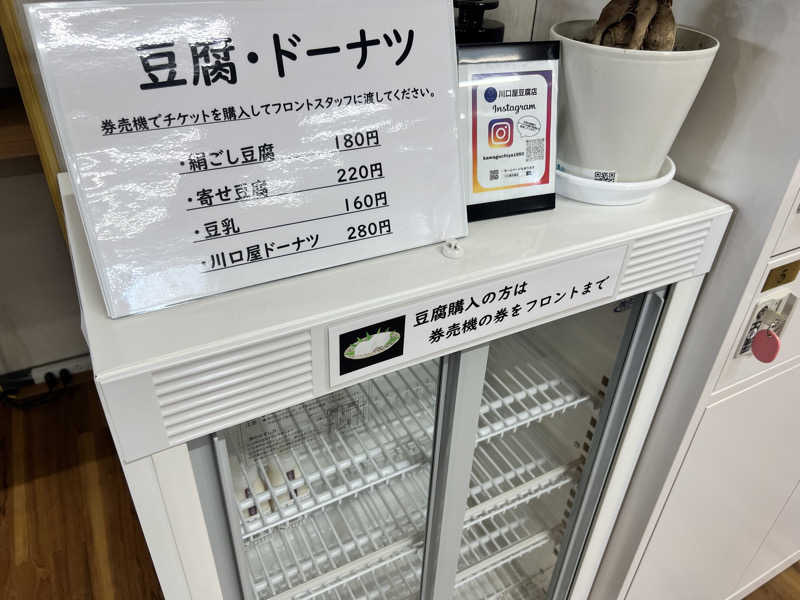 豆腐・ドーナツ
券売機でチケットを購入してフロントスタッフに渡してください。
・絹ごし豆腐 180円
・寄せ豆腐 220円
・豆乳 160円
・川口屋ドーナツ 280円
川口屋豆腐店
Instagram
kawaguchiya1950
豆腐購入の方は
券売機の券をフロントまで